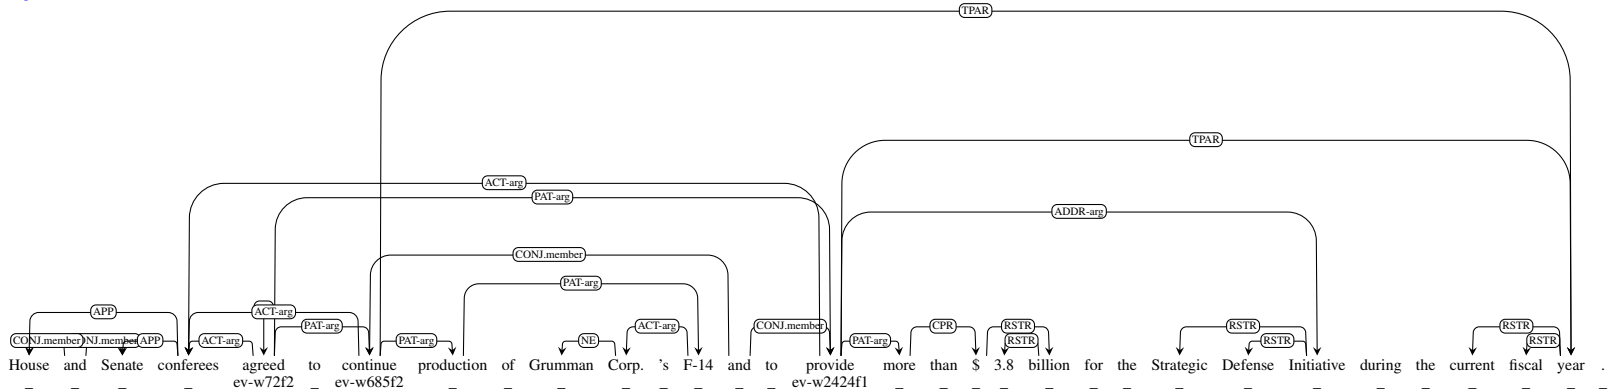 TPAR
TPAR
ACT-arg
PAT-arg
ADDR-arg
CONJ.member
PAT-arg
APP ACT-arg
PAT-arg ACT-arg CONJ.member CPR RSTR RSTR RSTR
CONJ.member NJ.member APP ACT-arg PAT-arg NE PAT-arg RSTR RSTR RSTR
House and Senate conferees agreed to continue production of Grumman Corp. 's F-14 and to provide more than $ 3.8 billion for the Strategic Defense Initiative during the current fiscal year .
_ _ _ _ ev-w72f2 _ ev-w685f2 _ _ _ _ _ _ _ _ ev-w2424f1 _ _ _ _ _ _ _ _ _ _ _ _ _ _ _ _